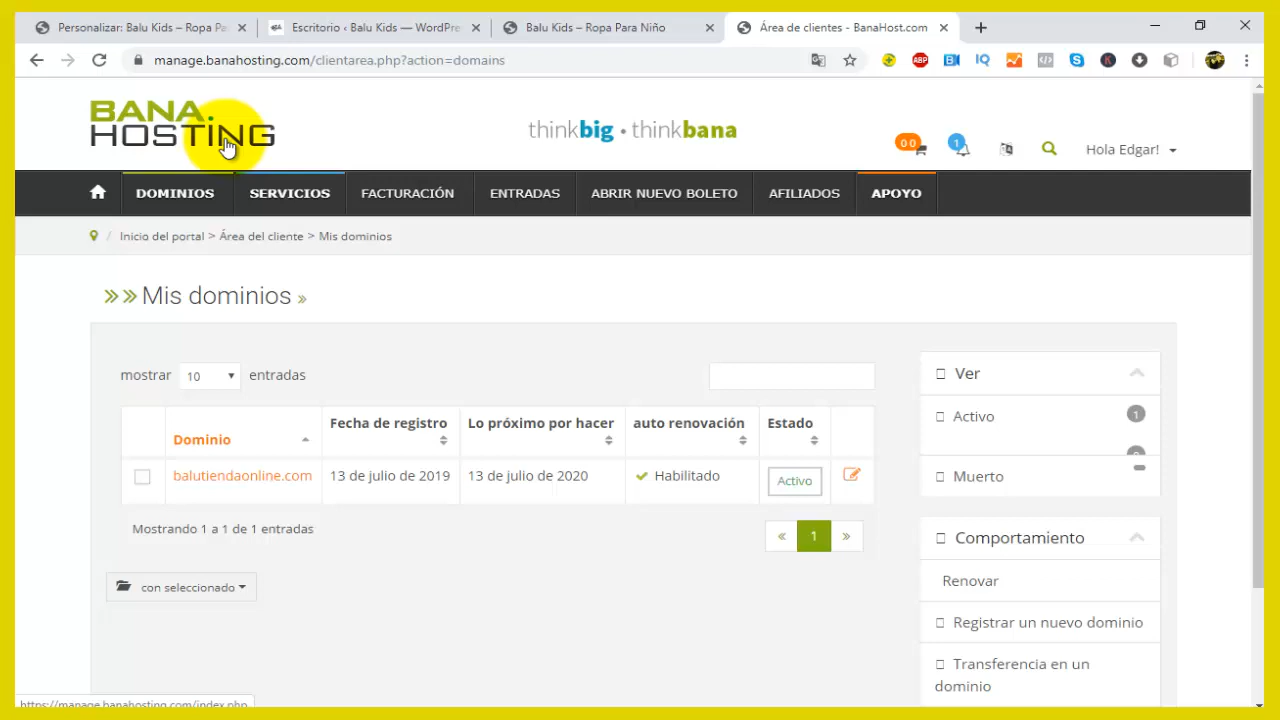 Personalizar: Balu Kids – Ropa Pa
Escritorio ‹ Balu Kids — WordPre
Balu Kids – Ropa Para Niño
Área de clientes - BanaHost.com
manage.banahosting.com/clientarea.php?action=domains
BANA.
HOSTING
thinkbig • thinkbana
0 0
1
Hola Edgar!
DOMINIOS
SERVICIOS
FACTURACIÓN
ENTRADAS
ABRIR NUEVO BOLETO
AFILIADOS
APOYO
/ Inicio del portal > Área del cliente > Mis dominios
Mis dominios »
mostrar 10 entradas
Dominio
Fecha de registro
Lo próximo por hacer
auto renovación
Estado
balutiendaonline.com
13 de julio de 2019
13 de julio de 2020
Habilitado
Activo
Mostrando 1 a 1 de 1 entradas
« 1 »
con seleccionado
Ver
Activo 1
Muerto
Comportamiento
Renovar
Registrar un nuevo dominio
Transferencia en un
dominio
https://manage.banahosting.com/index.php